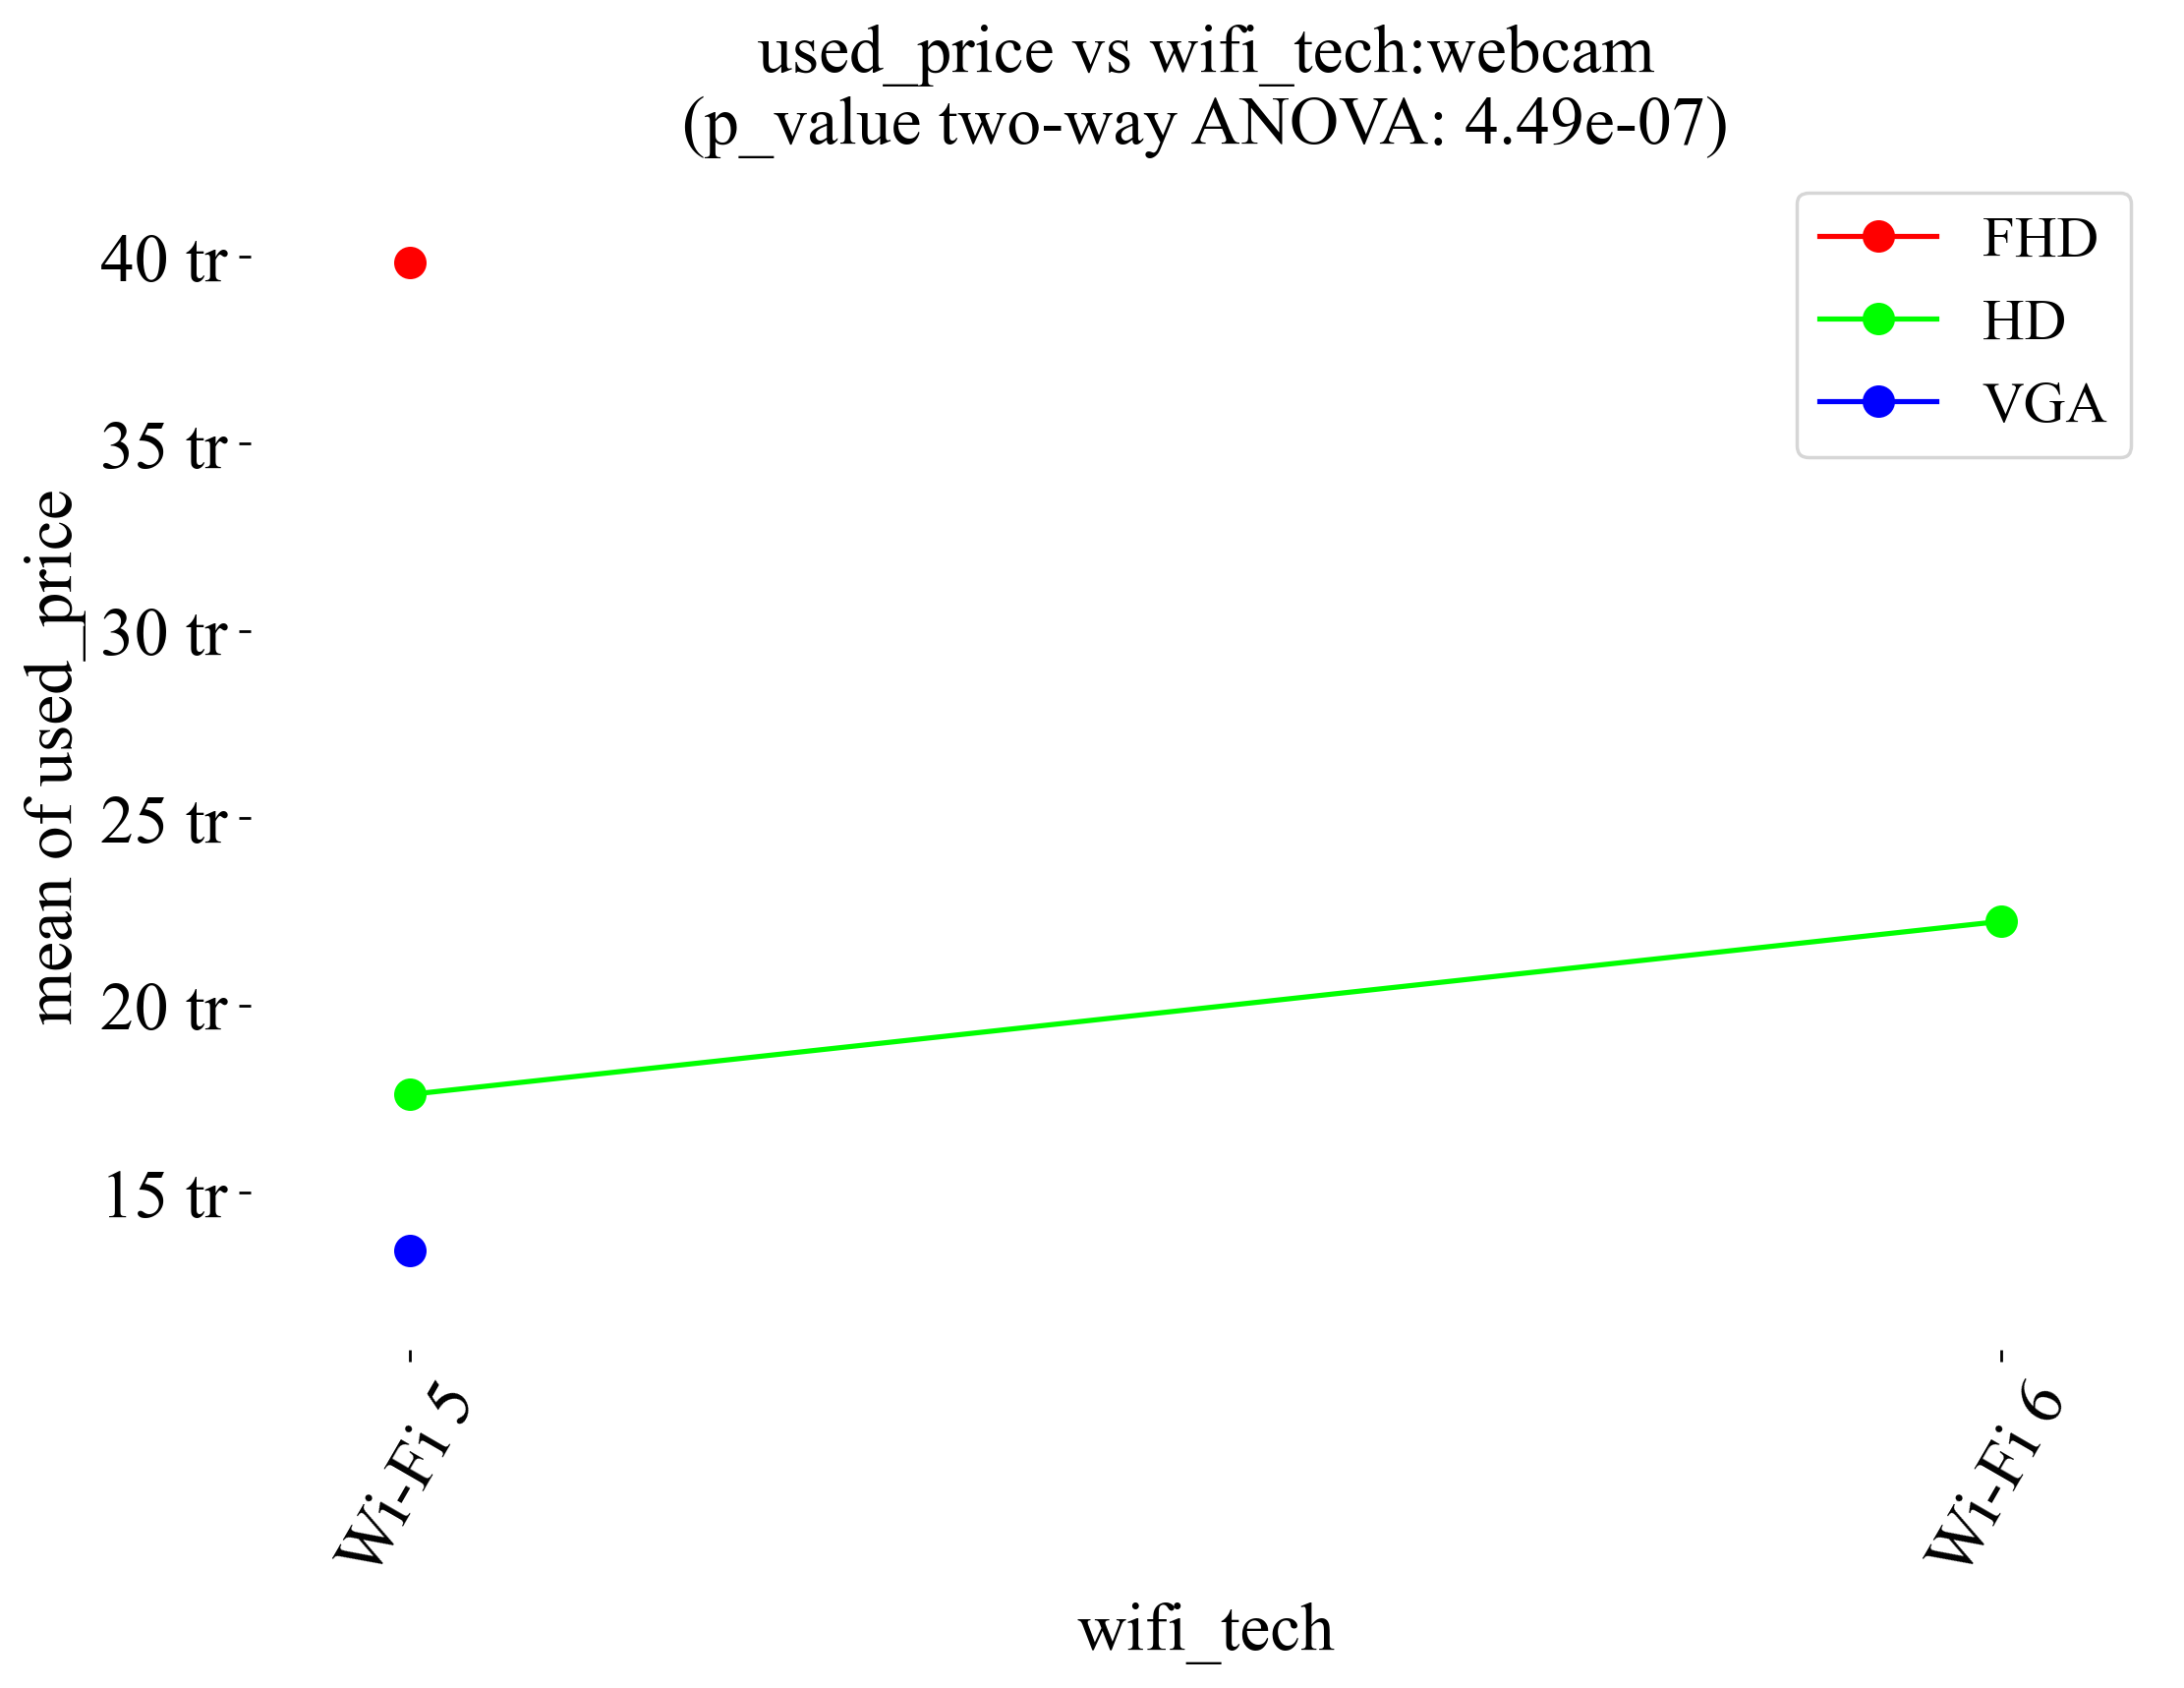 used_price vs wifi_tech:webcam
(p_value two-way ANOVA: 4.49e-07)
FHD
HD
VGA
mean of used_price
40 tr
35 tr
30 tr
25 tr
20 tr
15 tr
Wi-Fi 5
Wi-Fi 6
wifi_tech